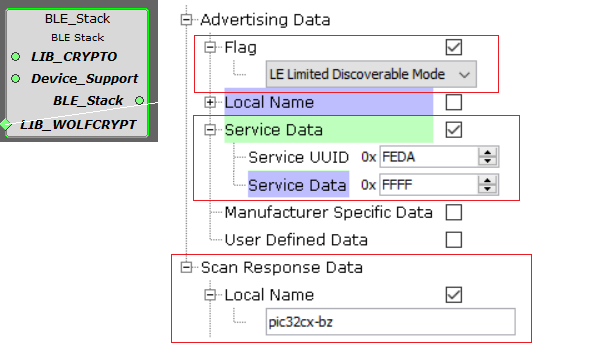 BLE_Stack
BLE Stack
LIB_CRYPTO
Device_Support
BLE_Stack
LIB_WOLFCRYPT
Advertising Data
Flag
LE Limited Discoverable Mode
Local Name
Service Data
Service UUID 0x FEDA
Service Data 0x FFFF
Manufacturer Specific Data
User Defined Data
Scan Response Data
Local Name
pic32cx-bz